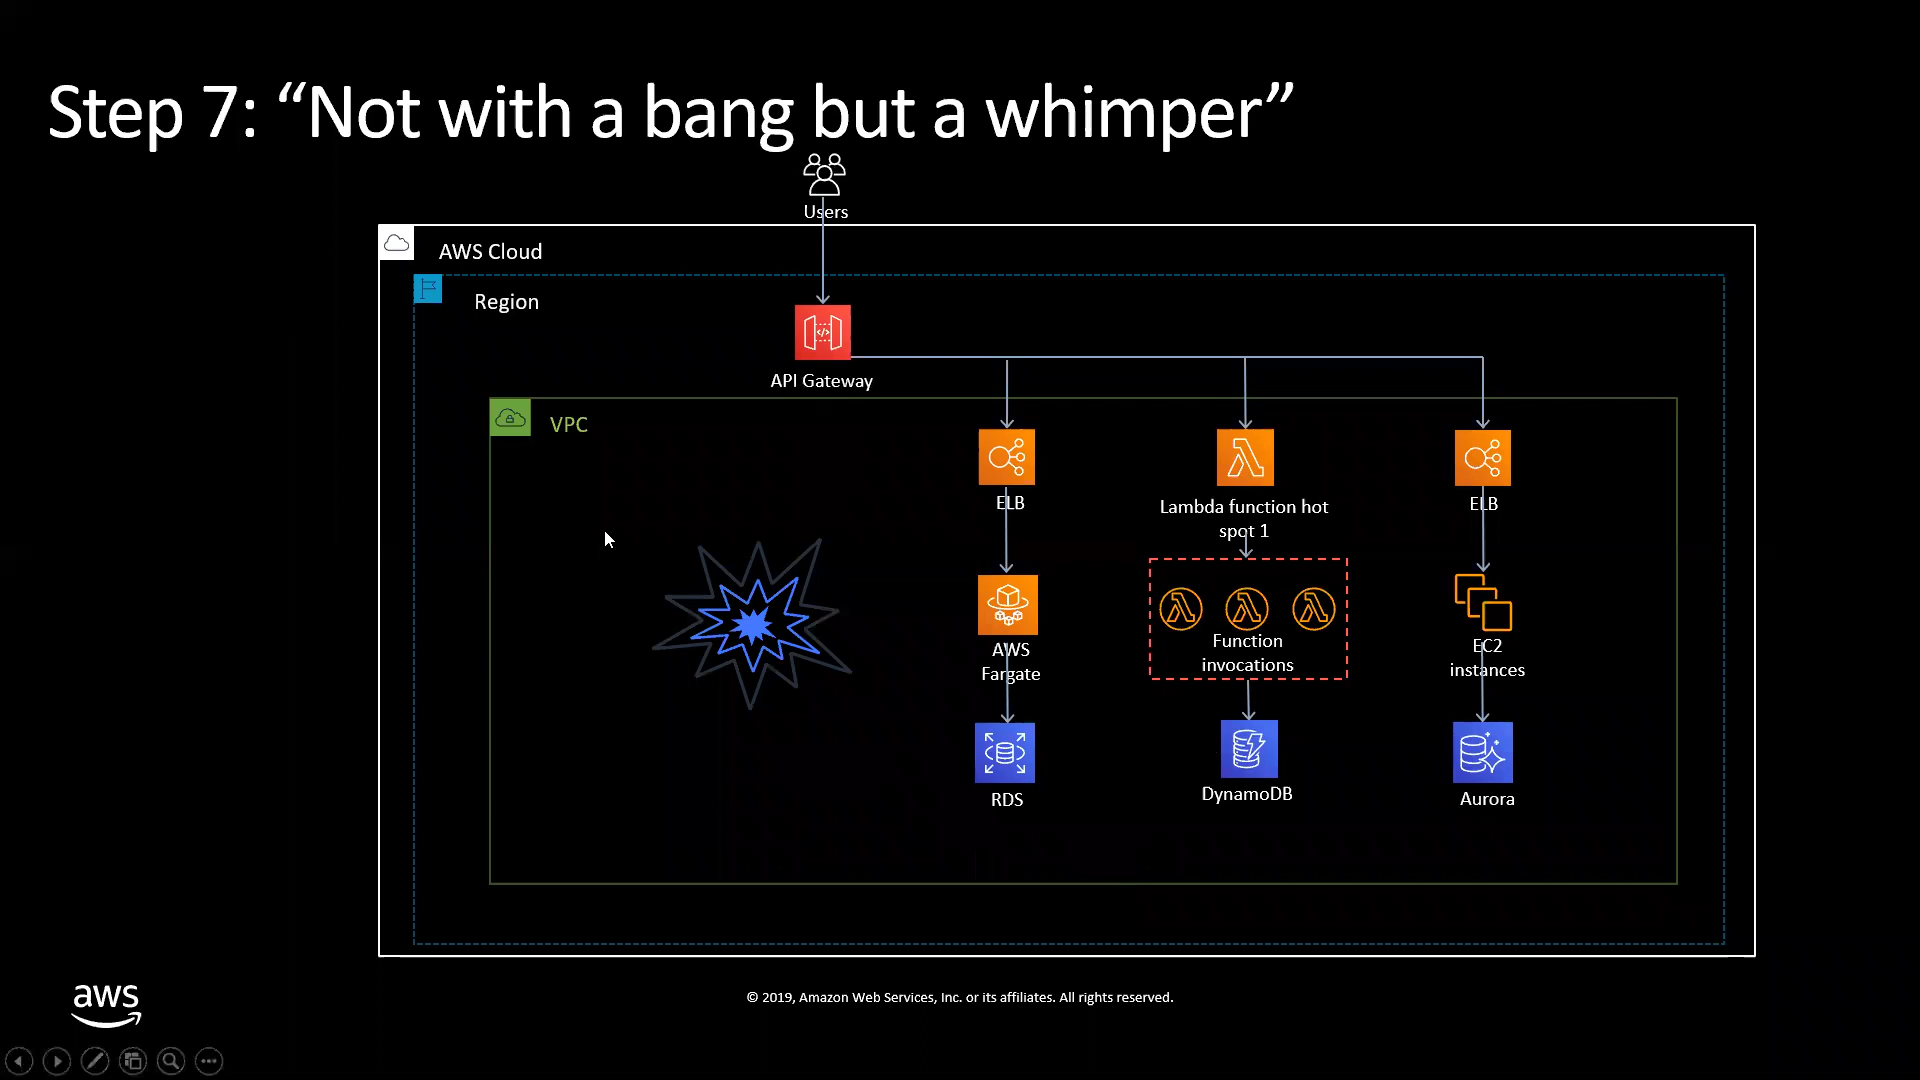 Step 7: “Not with a bang but a whimper”
Users
AWS Cloud
Region
API Gateway
VPC
ELB
Lambda function hot
spot 1
ELB
Function
invocations
AWS
Fargate
EC2
instances
RDS
DynamoDB
Aurora
© 2019, Amazon Web Services, Inc. or its affiliates. All rights reserved.
aws